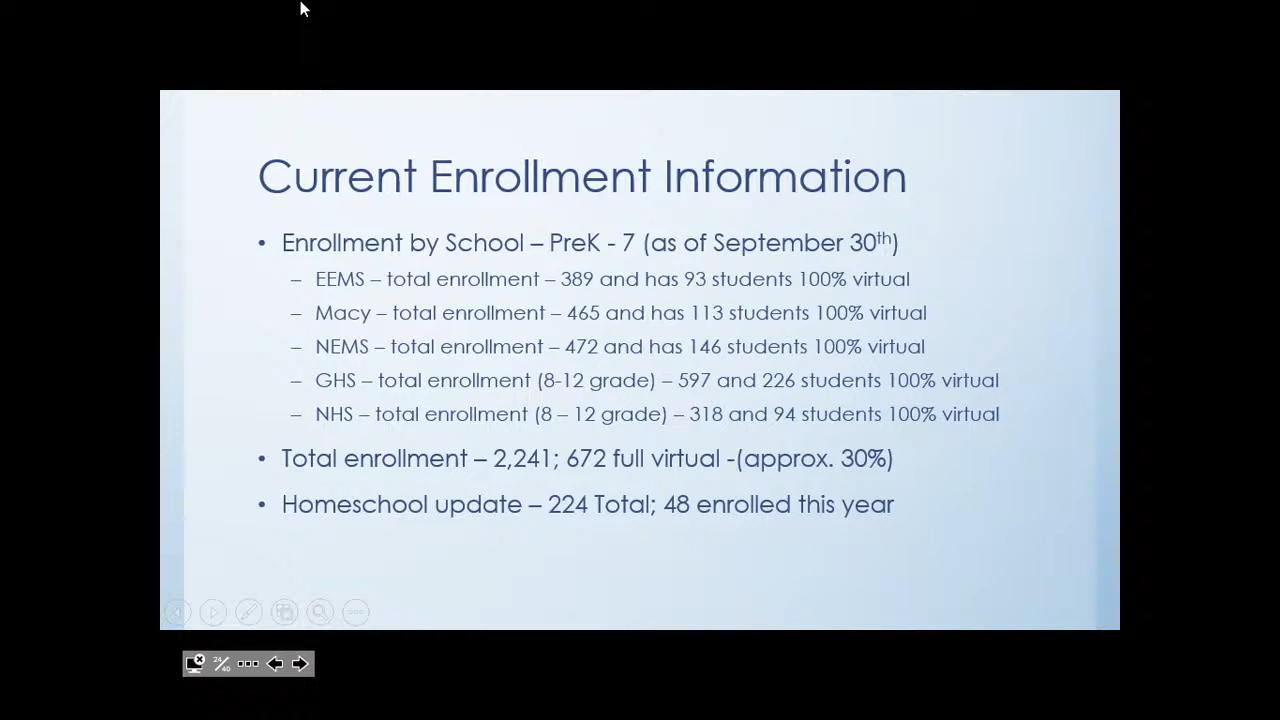 Current Enrollment Information
• Enrollment by School – PreK - 7 (as of September 30th)
– EEMS – total enrollment – 389 and has 93 students 100% virtual
– Macy – total enrollment – 465 and has 113 students 100% virtual
– NEMS – total enrollment – 472 and has 146 students 100% virtual
– GHS – total enrollment (8-12 grade) – 597 and 226 students 100% virtual
– NHS – total enrollment (8 – 12 grade) – 318 and 94 students 100% virtual
• Total enrollment – 2,241; 672 full virtual -(approx. 30%)
• Homeschool update – 224 Total; 48 enrolled this year
24/40